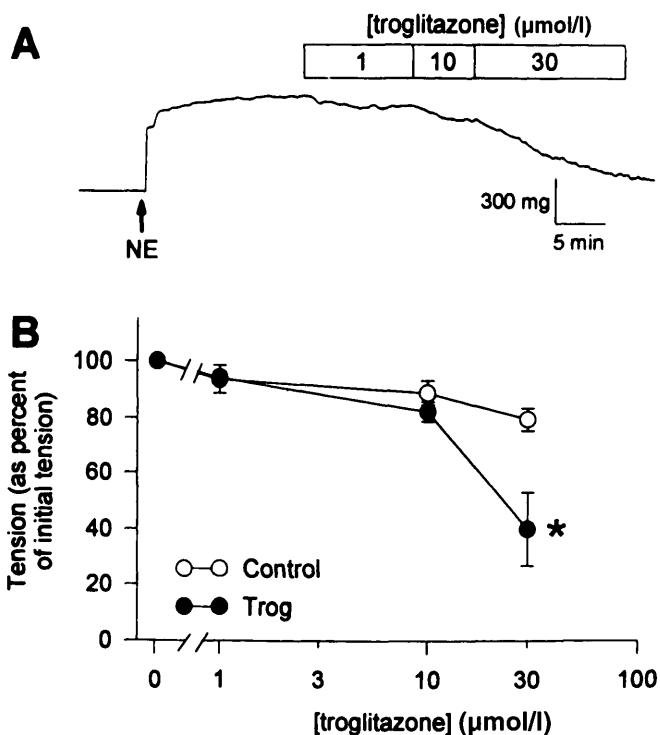 A
[troglitazone] (μmol/l)
1 10 30
NE
300 mg
5 min
B
Tension (as percent
of initial tension)
100
80
60
40
20
0
*
Control
Trog
0 1 3 10 30 100
[troglitazone] (μmol/l)